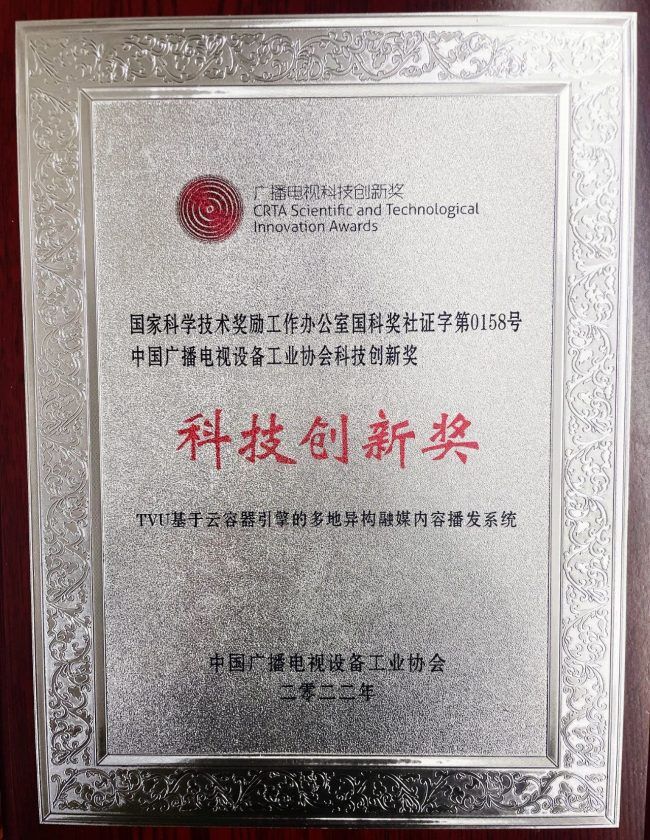 广播电视科技创新奖
CRTA Scientific and Technological
Innovation Awards
国家科学技术奖励工作办公室国科奖社证字第0158号
中国广播电视设备工业协会科技创新奖
科技创新奖
TVU基于云容器引擎的多地异构融媒内容播发系统
中国广播电视设备工业协会
二零二二年